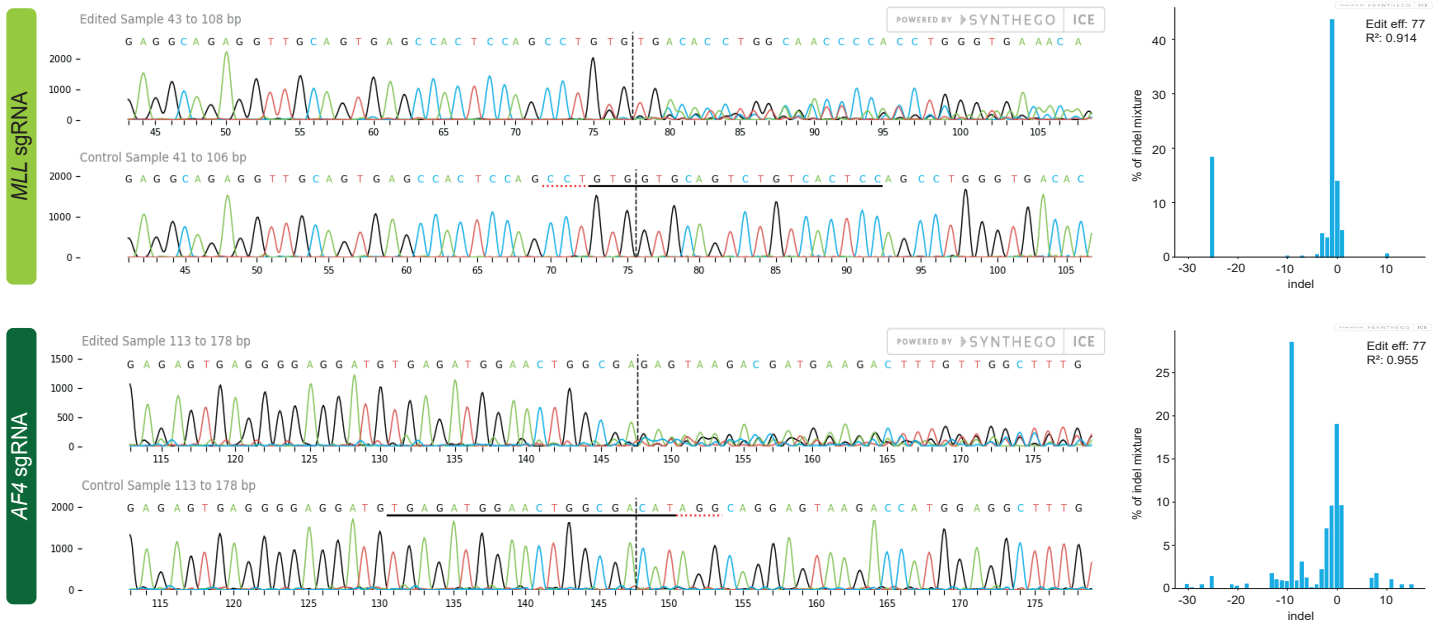 MLL sgRNA
Edited Sample 43 to 108 bp
POWERED BY SYNTHEGO ICE
G A G G C A G A G G T T G C A G T G A G C C A C T C C A G C C T G T G T G A C A C C T G G C A A C C C C A C C T G G G T G A A A C A
2000
1000
0
45 50 55 60 65 70 75 80 85 90 95 100 105
Control Sample 41 to 106 bp
G A G G C A G A G G T T G C A G T G A G C C A C T C C A G C C T G T G G T G C A G T C T G T C A C T C C A G C C T G G G T G A C A C
2000
1000
0
45 50 55 60 65 70 75 80 85 90 95 100 105
SYNTHEGO ICE
Edit eff: 77
R²: 0.914
% of indel mixture
40
30
20
10
0
-30 -20 -10 0 10
indel
AF4 sgRNA
Edited Sample 113 to 178 bp
POWERED BY SYNTHEGO ICE
G A G A G T G A G G G G A G G A T G T G A G A T G G A A C T G G C G A G A G T A A G A C G A T G A A G A C T T T G T T G G C T T T G
1500
1000
500
0
115 120 125 130 135 140 145 150 155 160 165 170 175
Control Sample 113 to 178 bp
G A G A G T G A G G G G A G G A T G T G A G A T G G A A C T G G C G A C A T A G G C A G G A G T A A G A C C A T G G A G G C T T T G
2000
1000
0
115 120 125 130 135 140 145 150 155 160 165 170 175
SYNTHEGO ICE
Edit eff: 77
R²: 0.955
% of indel mixture
25
20
15
10
5
0
-30 -20 -10 0 10
indel